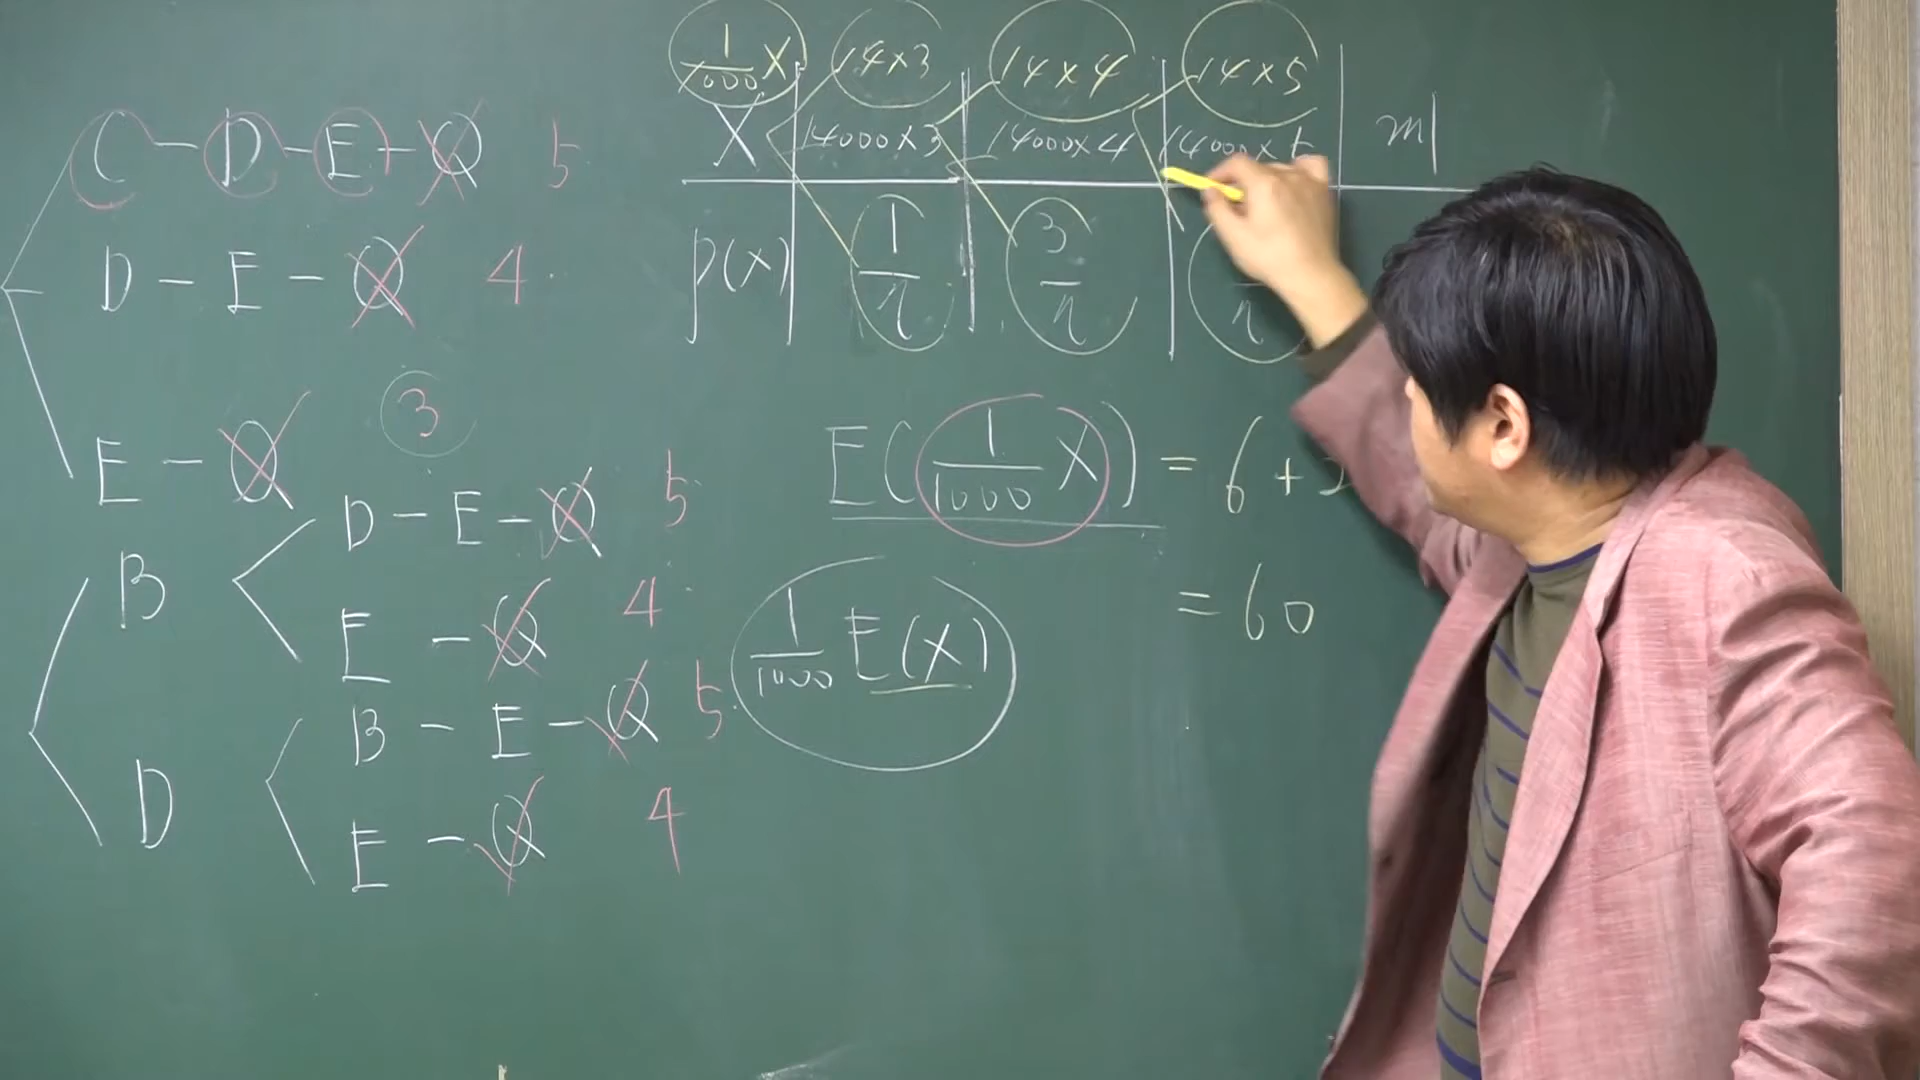 C - D - E - Q 5
D - E - Q 4
E - Q ③
B
D - E - Q 5
E - Q 4
D
B - E - Q 5
E - Q 4
1/1000 X 14×3 14×4 14×5
X 14000×3 14000×4 14000×5 m
P(X) 1/n 3/n /n
E(1/1000 X) = 6 +
1/1000 E(X) = 60